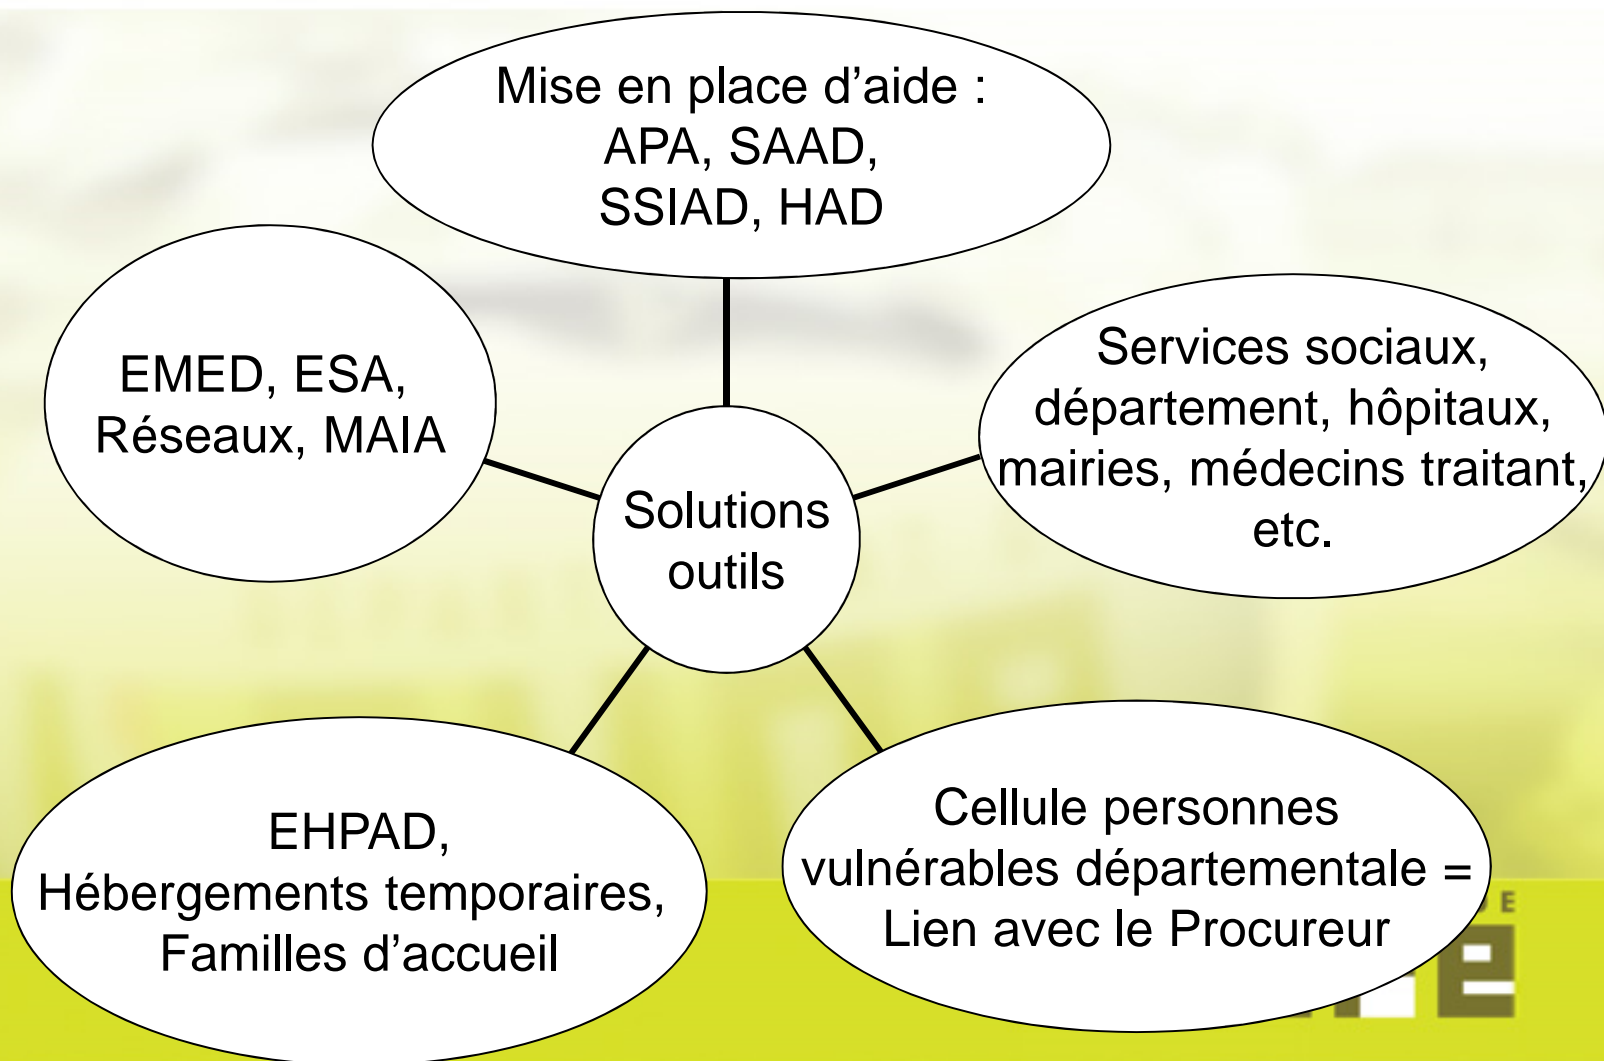 Mise en place d’aide :
APA, SAAD,
SSIAD, HAD
EMED, ESA,
Réseaux, MAIA
Services sociaux,
département, hôpitaux,
mairies, médecins traitant,
etc.
Solutions
outils
EHPAD,
Hébergements temporaires,
Familles d’accueil
Cellule personnes
vulnérables départementale =
Lien avec le Procureur